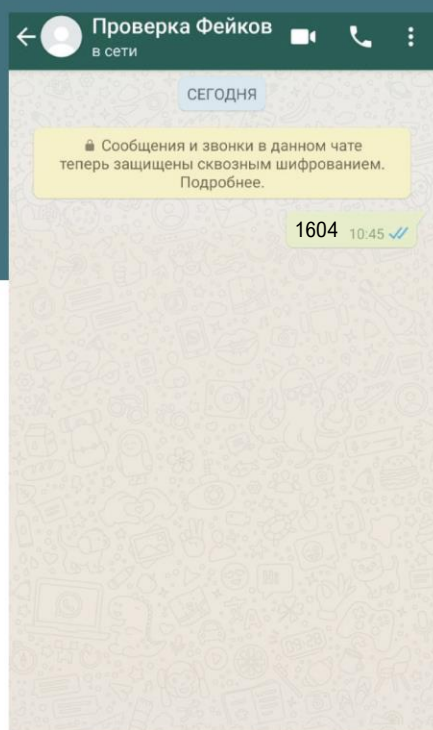 Проверка Фейков
в сети
СЕГОДНЯ
Сообщения и звонки в данном чате
теперь защищены сквозным шифрованием.
Подробнее.
1604 10:45